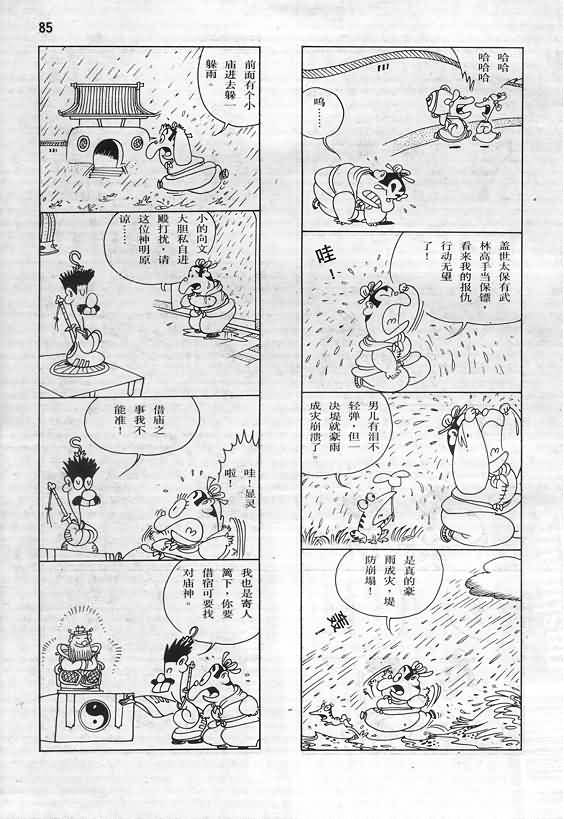 85
哈哈哈
哈哈哈
呜……
盖世太保有武
林高手当保镖，
看来我的报仇
行动无望
了！
哇！
男儿有泪不
轻弹，但一
决堤就豪雨
成灾崩溃了。
是真的豪
雨成灾，堤
防崩塌！
轰！
前面有个小
庙进去躲一
躲雨。
小的向文
大胆私自进
殿打扰，请
这位神明原
谅……
哇！显灵
啦！
借庙之
事我不
能准！
我也是寄人
篱下，你要
借宿可要找
对庙神。